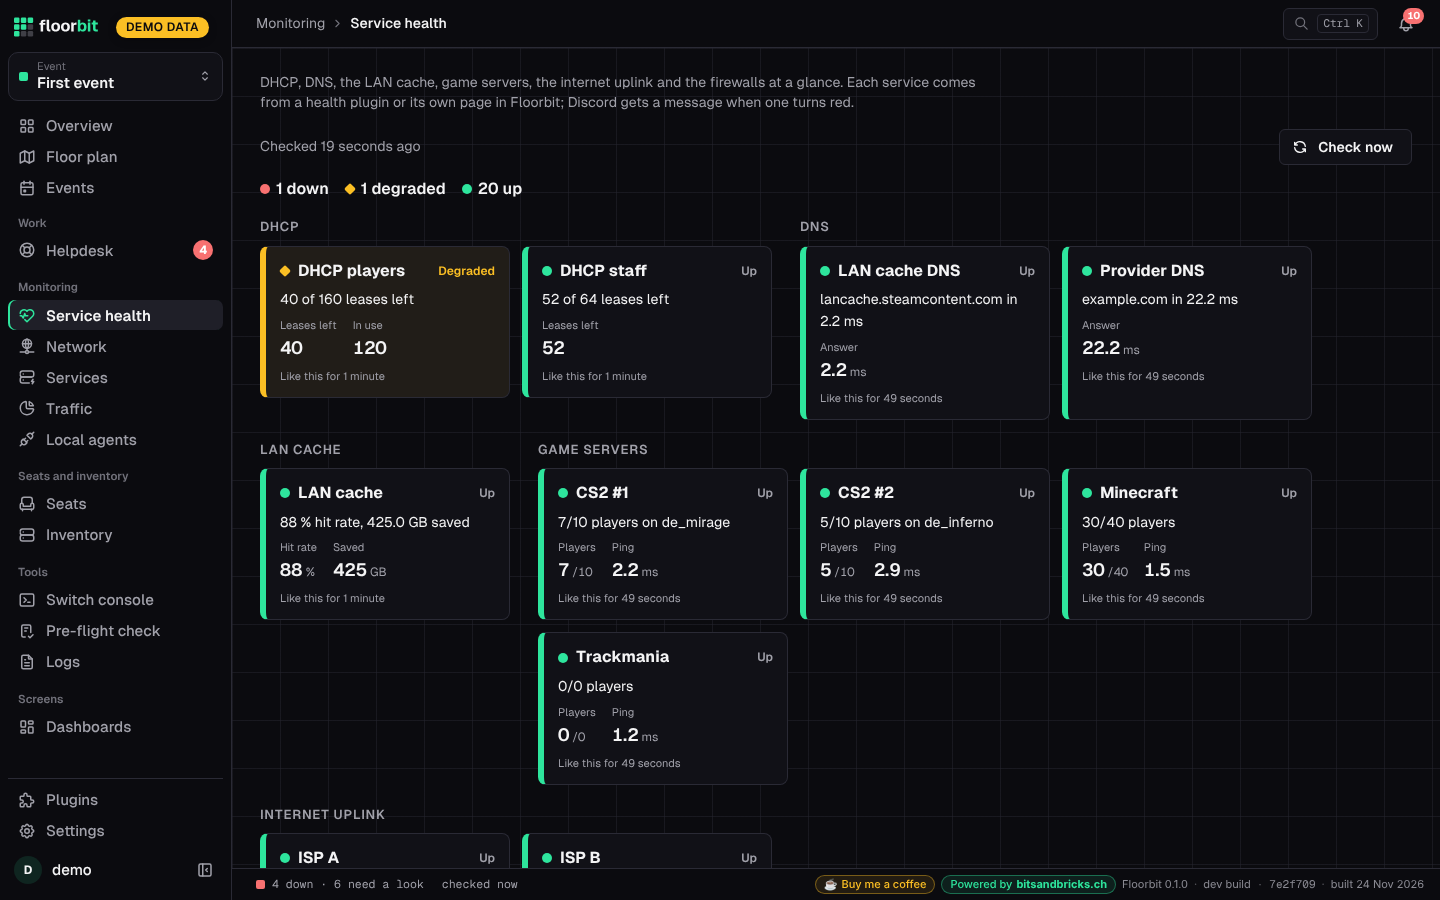 floorbit
DEMO DATA
Event
First event
Overview
Floor plan
Events
Work
Helpdesk
4
Monitoring
Service health
Network
Services
Traffic
Local agents
Seats and inventory
Seats
Inventory
Tools
Switch console
Pre-flight check
Logs
Screens
Dashboards
Plugins
Settings
D demo
Monitoring > Service health
Ctrl K
10
DHCP, DNS, the LAN cache, game servers, the internet uplink and the firewalls at a glance. Each service comes
from a health plugin or its own page in Floorbit; Discord gets a message when one turns red.
Checked 19 seconds ago
Check now
1 down 1 degraded 20 up
DHCP
DHCP players Degraded
40 of 160 leases left
Leases left In use
40 120
Like this for 1 minute
DHCP staff Up
52 of 64 leases left
Leases left
52
Like this for 1 minute
DNS
LAN cache DNS Up
lancache.steamcontent.com in
2.2 ms
Answer
2.2 ms
Like this for 49 seconds
Provider DNS Up
example.com in 22.2 ms
Answer
22.2 ms
Like this for 49 seconds
LAN CACHE
LAN cache Up
88 % hit rate, 425.0 GB saved
Hit rate Saved
88 % 425 GB
Like this for 1 minute
GAME SERVERS
CS2 #1 Up
7/10 players on de_mirage
Players Ping
7 /10 2.2 ms
Like this for 49 seconds
CS2 #2 Up
5/10 players on de_inferno
Players Ping
5 /10 2.9 ms
Like this for 49 seconds
Minecraft Up
30/40 players
Players Ping
30 /40 1.5 ms
Like this for 49 seconds
Trackmania Up
0/0 players
Players Ping
0 /0 1.2 ms
Like this for 49 seconds
INTERNET UPLINK
ISP A Up
ISP B Up
4 down · 6 need a look checked now
Buy me a coffee
Powered by bitsandbricks.ch
Floorbit 0.1.0 · dev build · 7e2f709 · built 24 Nov 2026